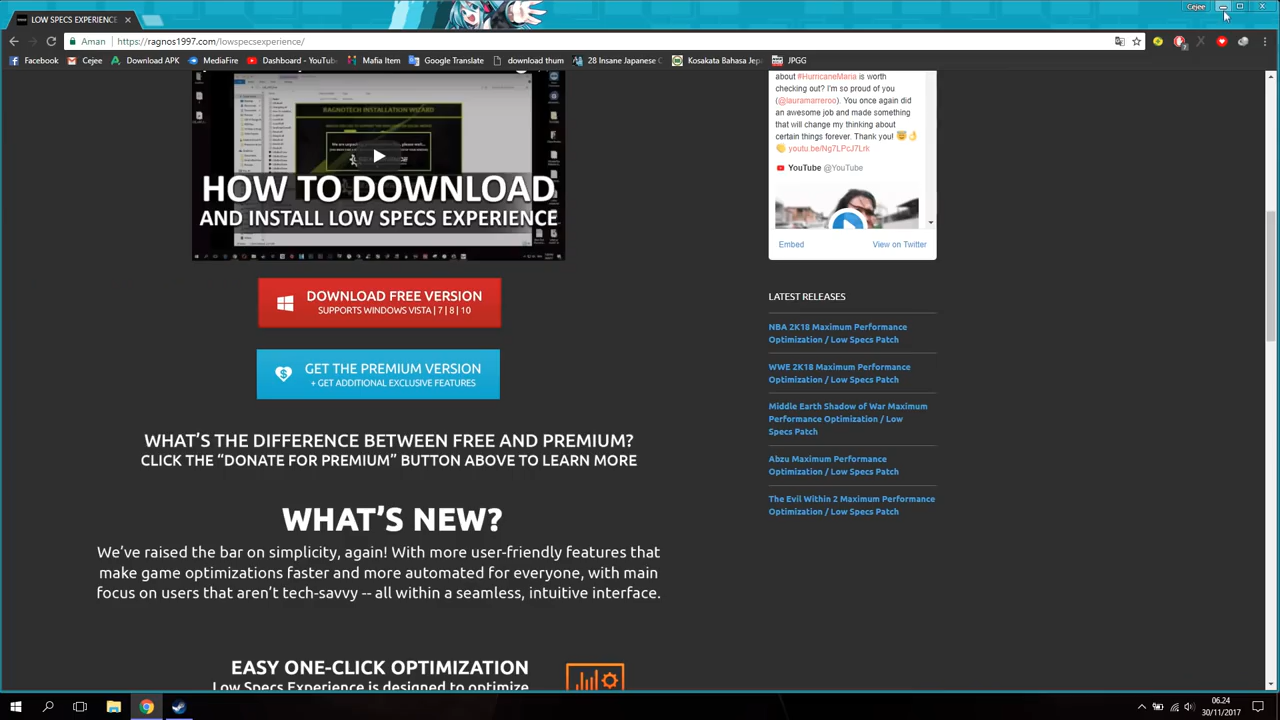 LOW SPECS EXPERIENCE
Cejee
Aman
https://ragnos1997.com/lowspecsexperience/
Facebook
Cejee
Download APK
MediaFire
Dashboard - YouTu
Mafia Item
Google Translate
download thum
28 Insane Japanese C
Kosakata Bahasa Jep
JPGG
RAGNOTECH INSTALLATION WIZARD
HOW TO DOWNLOAD
AND INSTALL LOW SPECS EXPERIENCE
DOWNLOAD FREE VERSION
SUPPORTS WINDOWS VISTA | 7 | 8 | 10
GET THE PREMIUM VERSION
+ GET ADDITIONAL EXCLUSIVE FEATURES
WHAT'S THE DIFFERENCE BETWEEN FREE AND PREMIUM?
CLICK THE "DONATE FOR PREMIUM" BUTTON ABOVE TO LEARN MORE
WHAT'S NEW?
We've raised the bar on simplicity, again! With more user-friendly features that
make game optimizations faster and more automated for everyone, with main
focus on users that aren't tech-savvy -- all within a seamless, intuitive interface.
EASY ONE-CLICK OPTIMIZATION
Low Specs Experience is designed to optimize
about #HurricaneMaria is worth
checking out? I'm so proud of you
(@lauramarreroo). You once again did
an awesome job and made something
that will change my thinking about
certain things forever. Thank you!
youtu.be/Ng7LPcJ7Lrk
YouTube @YouTube
Embed
View on Twitter
LATEST RELEASES
NBA 2K18 Maximum Performance
Optimization / Low Specs Patch
WWE 2K18 Maximum Performance
Optimization / Low Specs Patch
Middle Earth Shadow of War Maximum
Performance Optimization / Low
Specs Patch
Abzu Maximum Performance
Optimization / Low Specs Patch
The Evil Within 2 Maximum Performance
Optimization / Low Specs Patch
06.24
30/11/2017